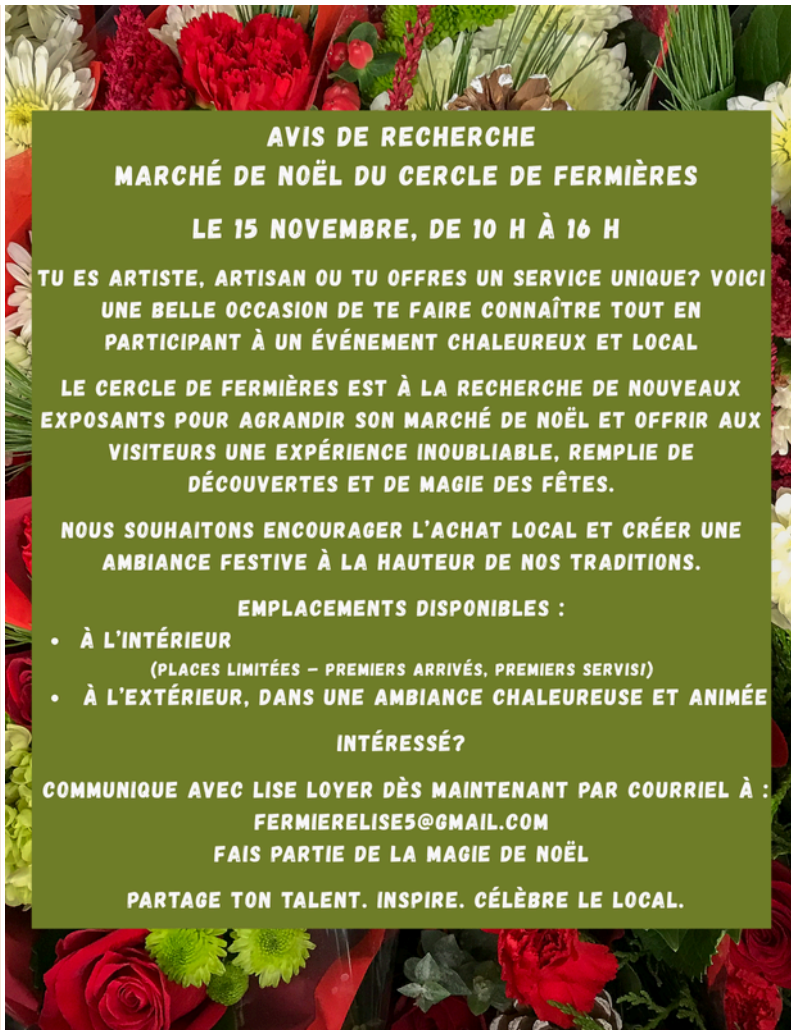 AVIS DE RECHERCHE
MARCHÉ DE NOËL DU CERCLE DE FERMIÈRES
LE 15 NOVEMBRE, DE 10 H À 16 H
TU ES ARTISTE, ARTISAN OU TU OFFRES UN SERVICE UNIQUE? VOICI
UNE BELLE OCCASION DE TE FAIRE CONNAÎTRE TOUT EN
PARTICIPANT À UN ÉVÉNEMENT CHALEUREUX ET LOCAL
LE CERCLE DE FERMIÈRES EST À LA RECHERCHE DE NOUVEAUX
EXPOSANTS POUR AGRANDIR SON MARCHÉ DE NOËL ET OFFRIR AUX
VISITEURS UNE EXPÉRIENCE INOUBLIABLE, REMPLIE DE
DÉCOUVERTES ET DE MAGIE DES FÊTES.
NOUS SOUHAITONS ENCOURAGER L'ACHAT LOCAL ET CRÉER UNE
AMBIANCE FESTIVE À LA HAUTEUR DE NOS TRADITIONS.
EMPLACEMENTS DISPONIBLES :
• À L'INTÉRIEUR
(PLACES LIMITÉES – PREMIERS ARRIVÉS, PREMIERS SERVIS!)
• À L'EXTÉRIEUR, DANS UNE AMBIANCE CHALEUREUSE ET ANIMÉE
INTÉRESSÉ?
COMMUNIQUE AVEC LISE LOYER DÈS MAINTENANT PAR COURRIEL À :
FERMIERELISE5@GMAIL.COM
FAIS PARTIE DE LA MAGIE DE NOËL
PARTAGE TON TALENT. INSPIRE. CÉLÈBRE LE LOCAL.